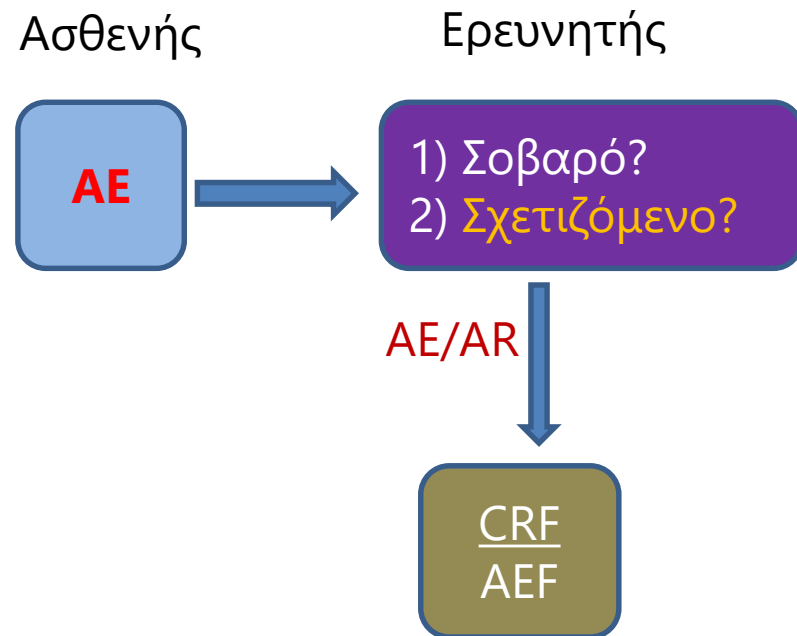 Ασθενής
Ερευνητής
AE
1) Σοβαρό?
2) Σχετιζόμενο?
AE/AR
CRF
AEF